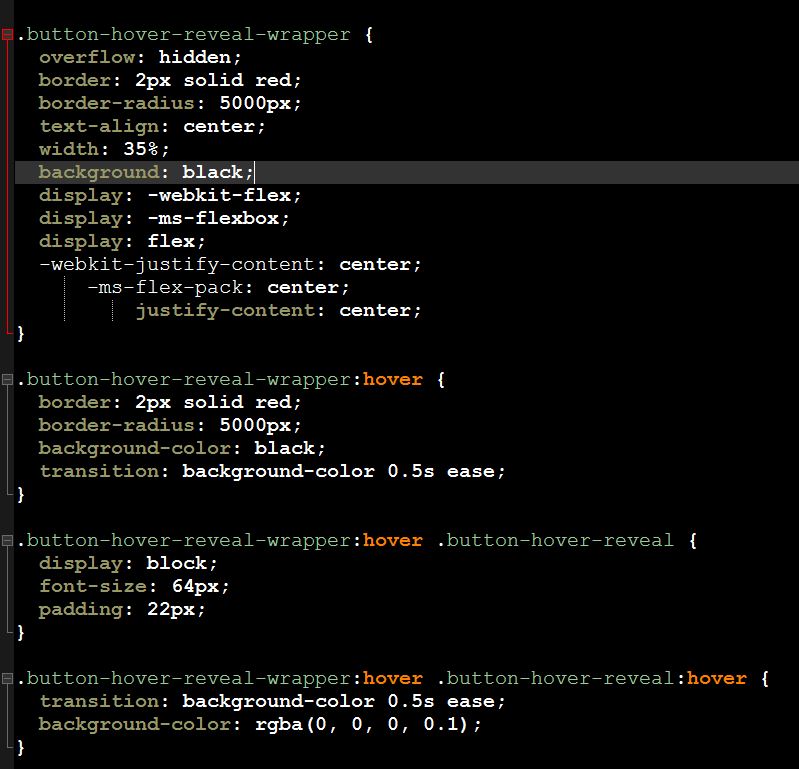 .button-hover-reveal-wrapper {
  overflow: hidden;
  border: 2px solid red;
  border-radius: 5000px;
  text-align: center;
  width: 35%;
  background: black;
  display: -webkit-flex;
  display: -ms-flexbox;
  display: flex;
  -webkit-justify-content: center;
      -ms-flex-pack: center;
          justify-content: center;
}
.button-hover-reveal-wrapper:hover {
  border: 2px solid red;
  border-radius: 5000px;
  background-color: black;
  transition: background-color 0.5s ease;
}
.button-hover-reveal-wrapper:hover .button-hover-reveal {
  display: block;
  font-size: 64px;
  padding: 22px;
}
.button-hover-reveal-wrapper:hover .button-hover-reveal:hover {
  transition: background-color 0.5s ease;
  background-color: rgba(0, 0, 0, 0.1);
}